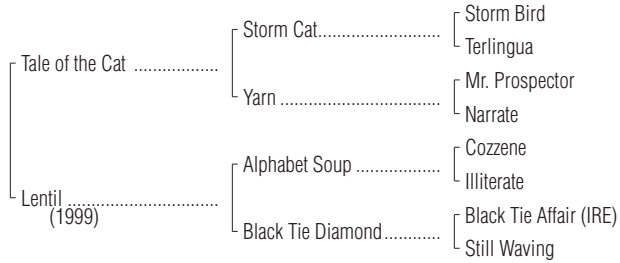 Storm Bird
Storm Cat..........................
Terlingua
Tale of the Cat ..................
Mr. Prospector
Yarn ..................................
Narrate
Cozzene
Alphabet Soup ..................
Illiterate
Lentil ................................
(1999)
Black Tie Affair (IRE)
Black Tie Diamond............
Still Waving